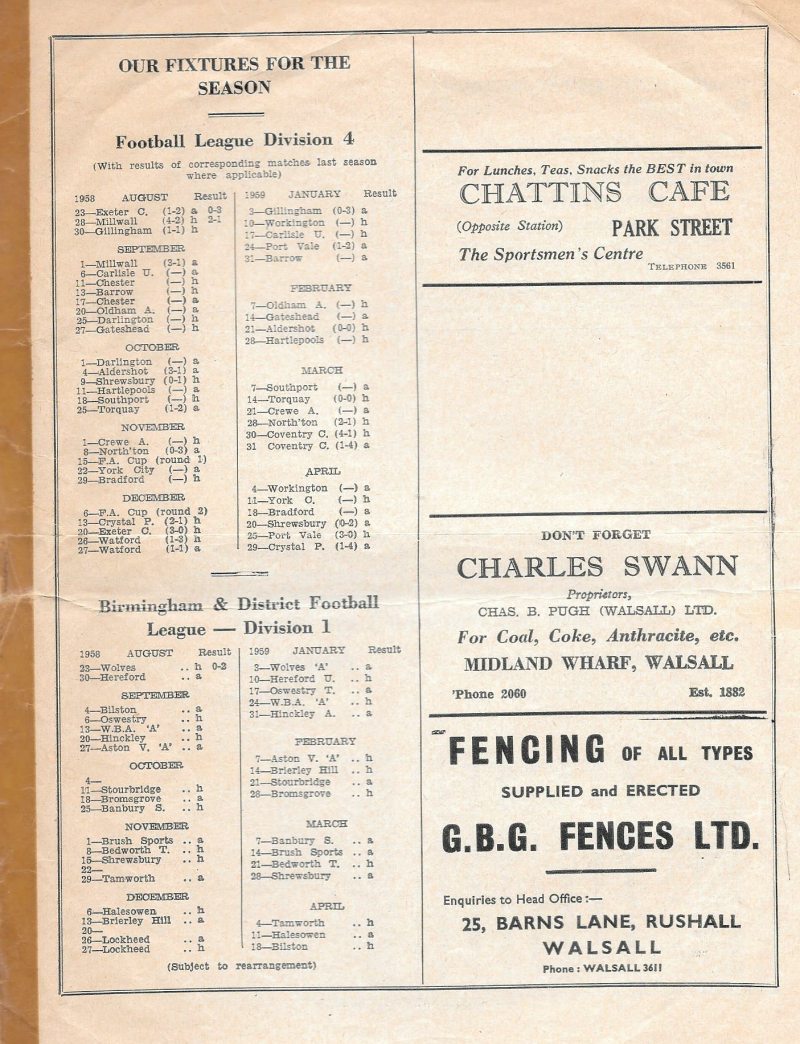 OUR FIXTURES FOR THE
SEASON
Football League Division 4
(With results of corresponding matches last season
where applicable)
1958 AUGUST Result
23—Exeter C. (1-2) a 0-3
28—Millwall (4-2) h 2-1
30—Gillingham (1-1) h
SEPTEMBER
1—Millwall (3-1) a
6—Carlisle U. (—) a
11—Chester (—) h
13—Barrow (—) h
17—Chester (—) a
20—Oldham A. (—) a
25—Darlington (—) h
27—Gateshead (—) h
OCTOBER
1—Darlington (—) a
4—Aldershot (3-1) a
9—Shrewsbury (0-1) h
11—Hartlepools (—) a
18—Southport (—) h
25—Torquay (1-2) a
NOVEMBER
1—Crewe A. (—) h
8—North'ton (0-3) a
15—F.A. Cup (round 1)
22—York City (—) a
29—Bradford (—) h
DECEMBER
6—F.A. Cup (round 2)
13—Crystal P. (2-1) h
20—Exeter C. (3-0) h
26—Watford (1-3) h
27—Watford (1-1) a
1959 JANUARY Result
3—Gillingham (0-3) a
10—Workington (—) h
17—Carlisle U. (—) h
24—Port Vale (1-2) a
31—Barrow (—) a
FEBRUARY
7—Oldham A. (—) h
14—Gateshead (—) a
21—Aldershot (0-0) h
28—Hartlepools (—) h
MARCH
7—Southport (—) a
14—Torquay (0-0) h
21—Crewe A. (—) a
28—North'ton (2-1) h
30—Coventry C. (4-1) h
31 Coventry C. (1-4) a
APRIL
4—Workington (—) a
11—York C. (—) h
18—Bradford (—) a
20—Shrewsbury (0-2) a
25—Port Vale (3-0) h
29—Crystal P. (1-4) a
Birmingham & District Football
League — Division 1
1958 AUGUST Result
23—Wolves .. h 0-2
30—Hereford .. a
SEPTEMBER
4—Bilston .. a
6—Oswestry .. h
13—W.B.A. 'A' .. a
20—Hinckley .. h
27—Aston V. 'A' .. a
OCTOBER
4—
11—Stourbridge .. h
18—Bromsgrove .. a
25—Banbury S. .. h
NOVEMBER
1—Brush Sports .. a
8—Bedworth T. .. h
15—Shrewsbury .. h
22—
29—Tamworth .. a
DECEMBER
6—Halesowen .. h
13—Brierley Hill .. a
20—
26—Lockheed .. a
27—Lockheed .. h
1959 JANUARY Result
3—Wolves 'A' .. a
10—Hereford U. .. h
17—Oswestry T. .. a
24—W.B.A. 'A' .. h
31—Hinckley A. .. a
FEBRUARY
7—Aston V. 'A' .. h
14—Brierley Hill .. h
21—Stourbridge .. a
28—Bromsgrove .. h
MARCH
7—Banbury S. .. a
14—Brush Sports .. a
21—Bedworth T. .. h
28—Shrewsbury .. a
APRIL
4—Tamworth .. h
11—Halesowen .. a
18—Bilston .. h
(Subject to rearrangement)
For Lunches, Teas, Snacks the BEST in town
CHATTINS CAFE
(Opposite Station) PARK STREET
The Sportsmen's Centre
TELEPHONE 3561
DON'T FORGET
CHARLES SWANN
Proprietors,
CHAS. B. PUGH (WALSALL) LTD.
For Coal, Coke, Anthracite, etc.
MIDLAND WHARF, WALSALL
'Phone 2060 Est. 1882
FENCING OF ALL TYPES
SUPPLIED and ERECTED
G.B.G. FENCES LTD.
Enquiries to Head Office :—
25, BARNS LANE, RUSHALL
WALSALL
Phone : WALSALL 3611